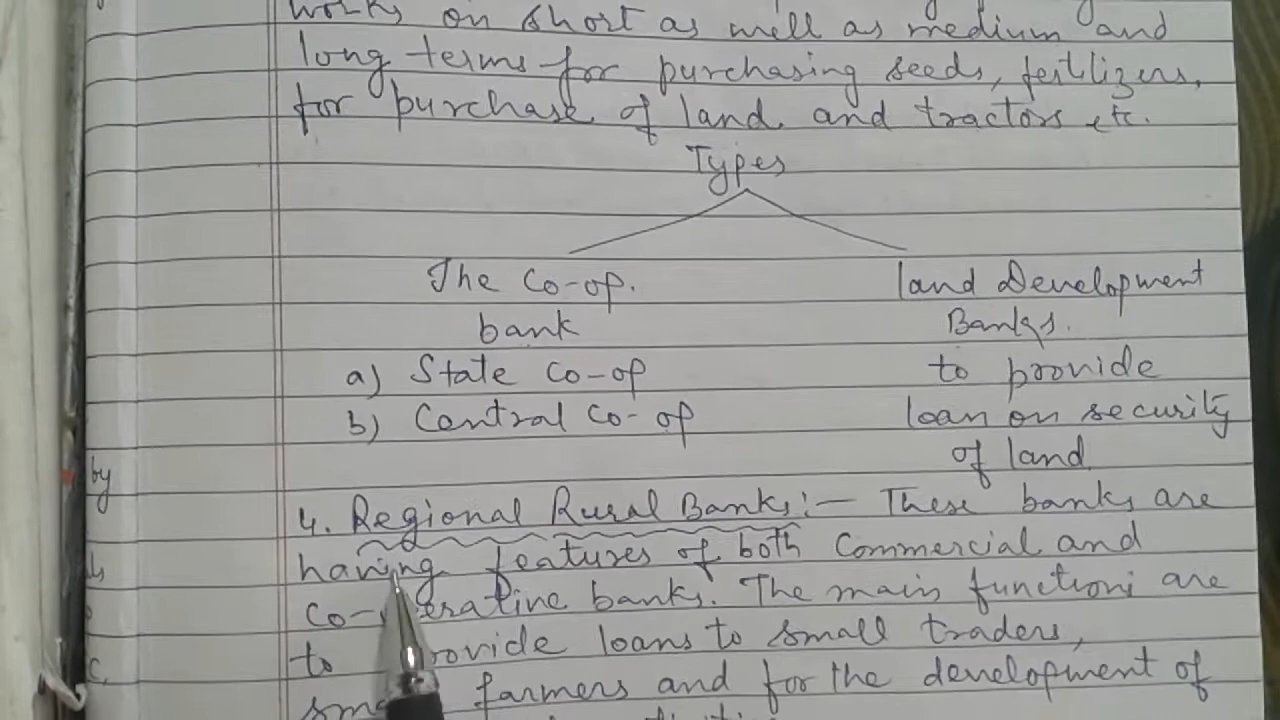 works on short as well as medium and
long terms for purchasing seeds, fertilizers,
for purchase of land and tractors etc.
Types
The Co-op. land Development
bank Banks.
a) State co-op to provide
b) Central co-op loan on security
of land
by
4. Regional Rural Banks:- These banks are
having features of both Commercial and
co-operative banks. The main functions are
to provide loans to small traders,
small farmers and for the development of